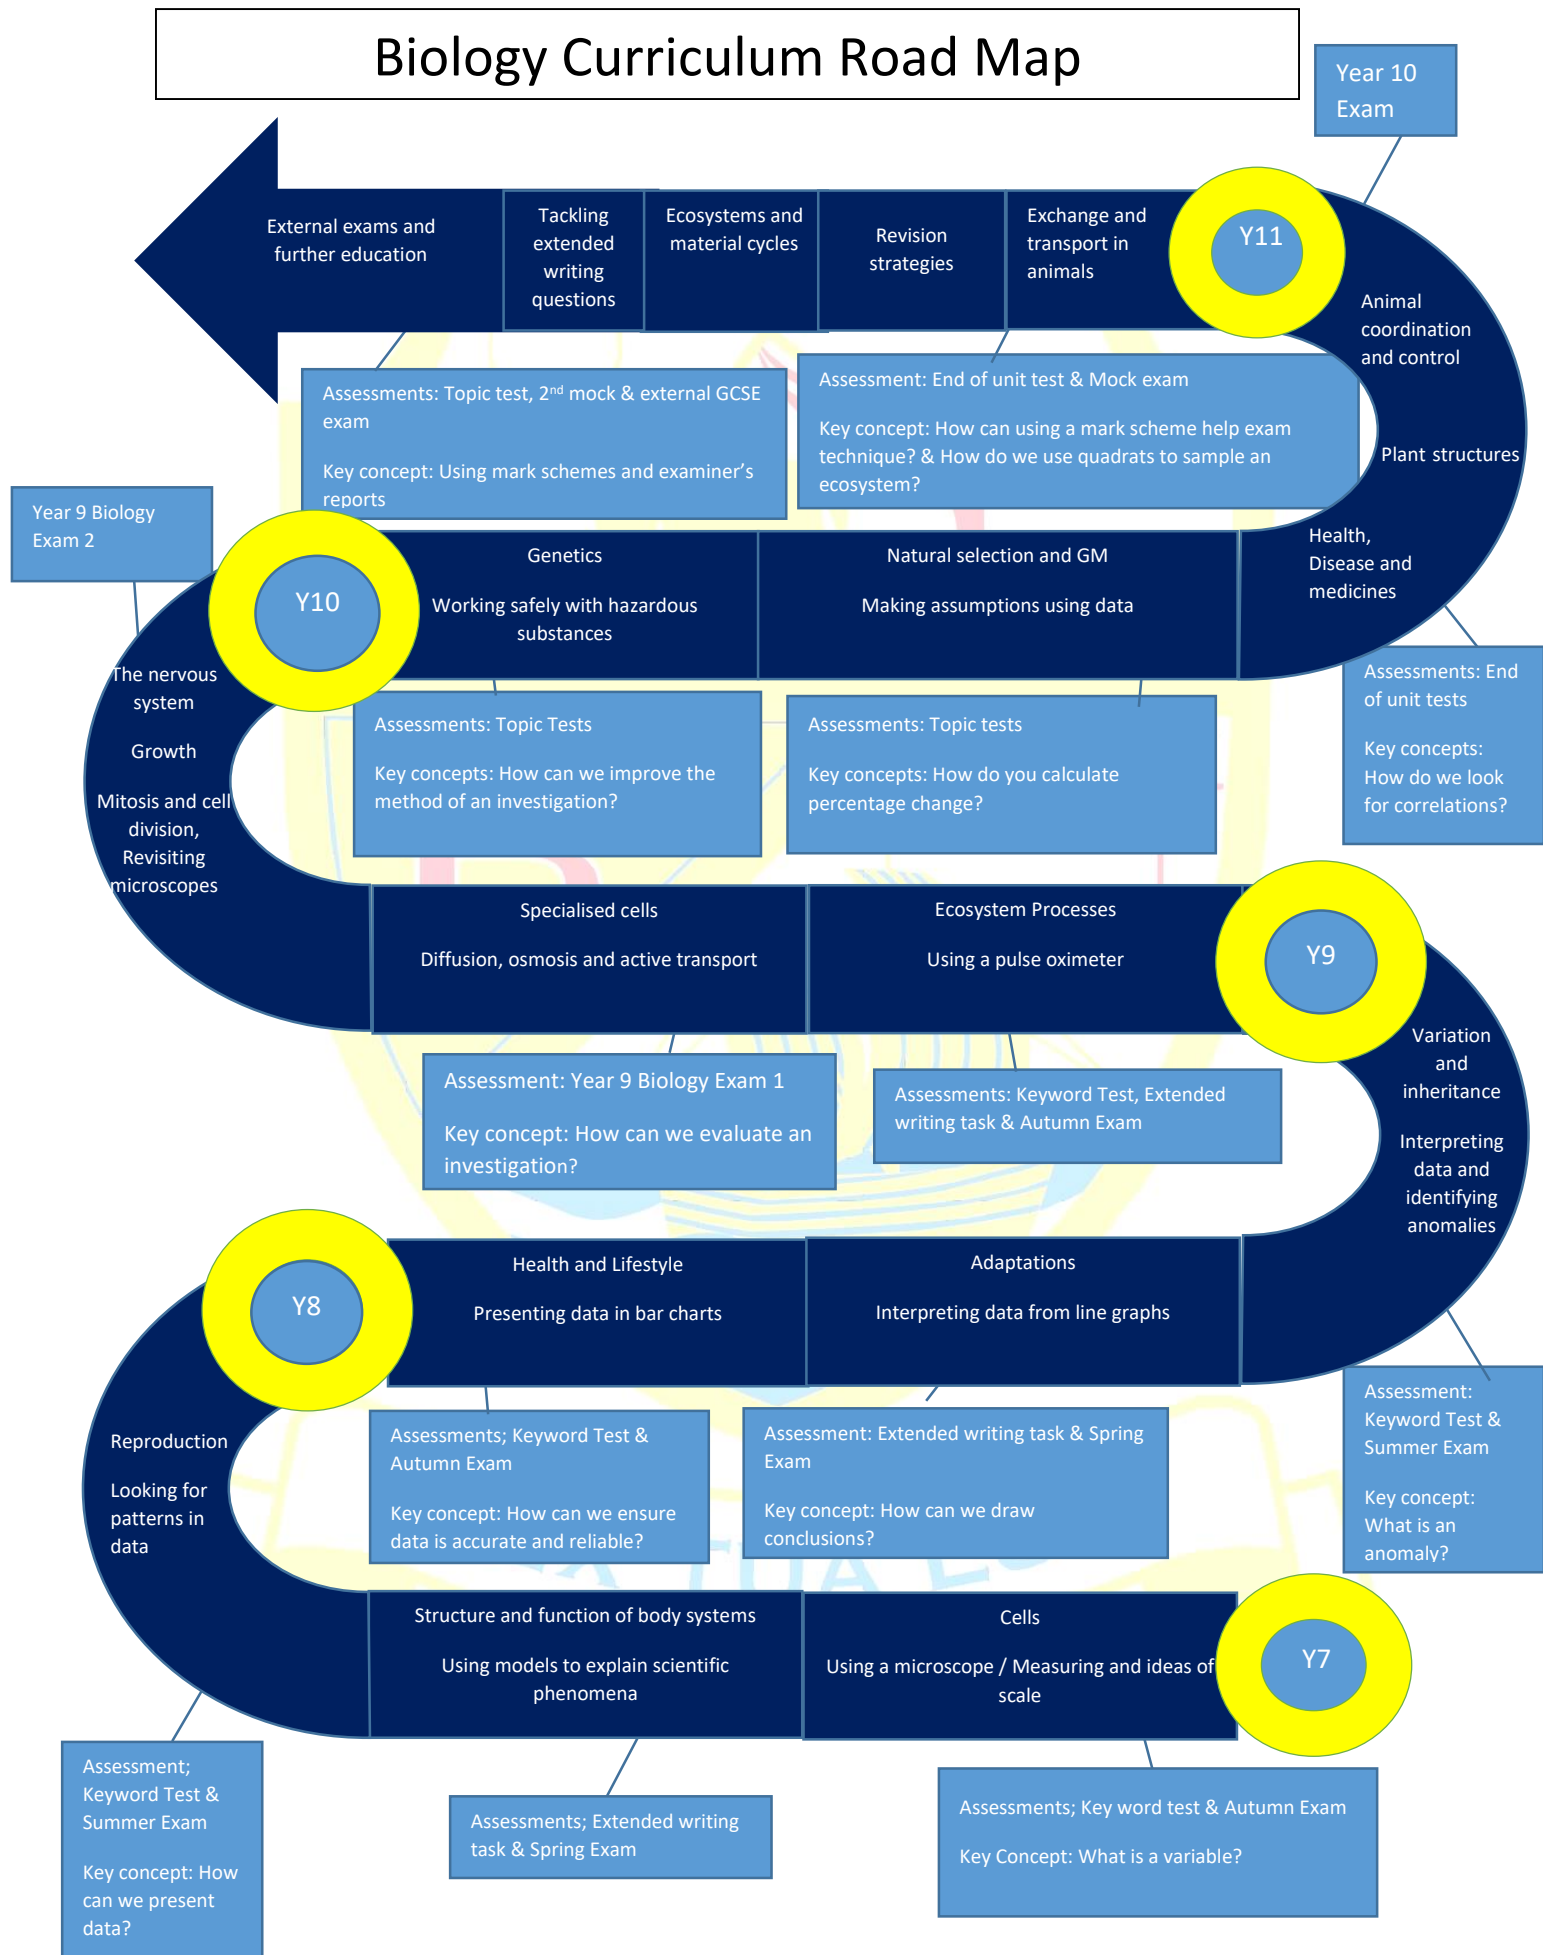 Biology Curriculum Road Map
Year 10
Exam
External exams and
further education
Tackling
extended
writing
questions
Ecosystems and
material cycles
Revision
strategies
Exchange and
transport in
animals
Y11
Animal
coordination
and control
Plant structures
Health,
Disease and
medicines
Assessments: Topic test, 2nd mock & external GCSE
exam
Key concept: Using mark schemes and examiner’s
reports
Assessment: End of unit test & Mock exam
Key concept: How can using a mark scheme help exam
technique? & How do we use quadrats to sample an
ecosystem?
Year 9 Biology
Exam 2
Y10
Genetics
Working safely with hazardous
substances
Natural selection and GM
Making assumptions using data
Assessments: End
of unit tests
Key concepts:
How do we look
for correlations?
The nervous
system
Growth
Mitosis and cell
division,
Revisiting
microscopes
Assessments: Topic Tests
Key concepts: How can we improve the
method of an investigation?
Assessments: Topic tests
Key concepts: How do you calculate
percentage change?
Specialised cells
Diffusion, osmosis and active transport
Ecosystem Processes
Using a pulse oximeter
Y9
Variation
and
inheritance
Interpreting
data and
identifying
anomalies
Assessment: Year 9 Biology Exam 1
Key concept: How can we evaluate an
investigation?
Assessments: Keyword Test, Extended
writing task & Autumn Exam
Y8
Health and Lifestyle
Presenting data in bar charts
Adaptations
Interpreting data from line graphs
Reproduction
Looking for
patterns in
data
Assessments; Keyword Test &
Autumn Exam
Key concept: How can we ensure
data is accurate and reliable?
Assessment: Extended writing task & Spring
Exam
Key concept: How can we draw
conclusions?
Assessment:
Keyword Test &
Summer Exam
Key concept:
What is an
anomaly?
TUA
Structure and function of body systems
Using models to explain scientific
phenomena
Cells
Using a microscope / Measuring and ideas of
scale
Y7
Assessment;
Keyword Test &
Summer Exam
Key concept: How
can we present
data?
Assessments; Extended writing
task & Spring Exam
Assessments; Key word test & Autumn Exam
Key Concept: What is a variable?